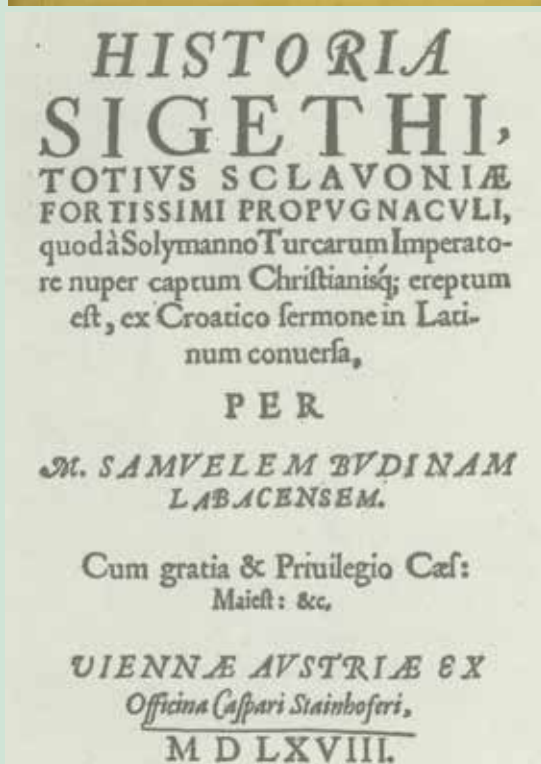 HISTORIA
SIGETHI,
TOTIVS SCLAVONIÆ
FORTISSIMI PROPVGNACVLI,
quod à Solymanno Turcarum Imperato-
re nuper captum Christianisq́; ereptum
est, ex Croatico sermone in Lati-
num conuersa,
PER
M. SAMVELEM BVDINAM
LABACENSEM.
Cum gratia & Priuilegio Cæs:
Maiest: &c.
VIENNÆ AVSTRIÆ EX
Officina Caspari Stainhoferi,
M D LXVIII.